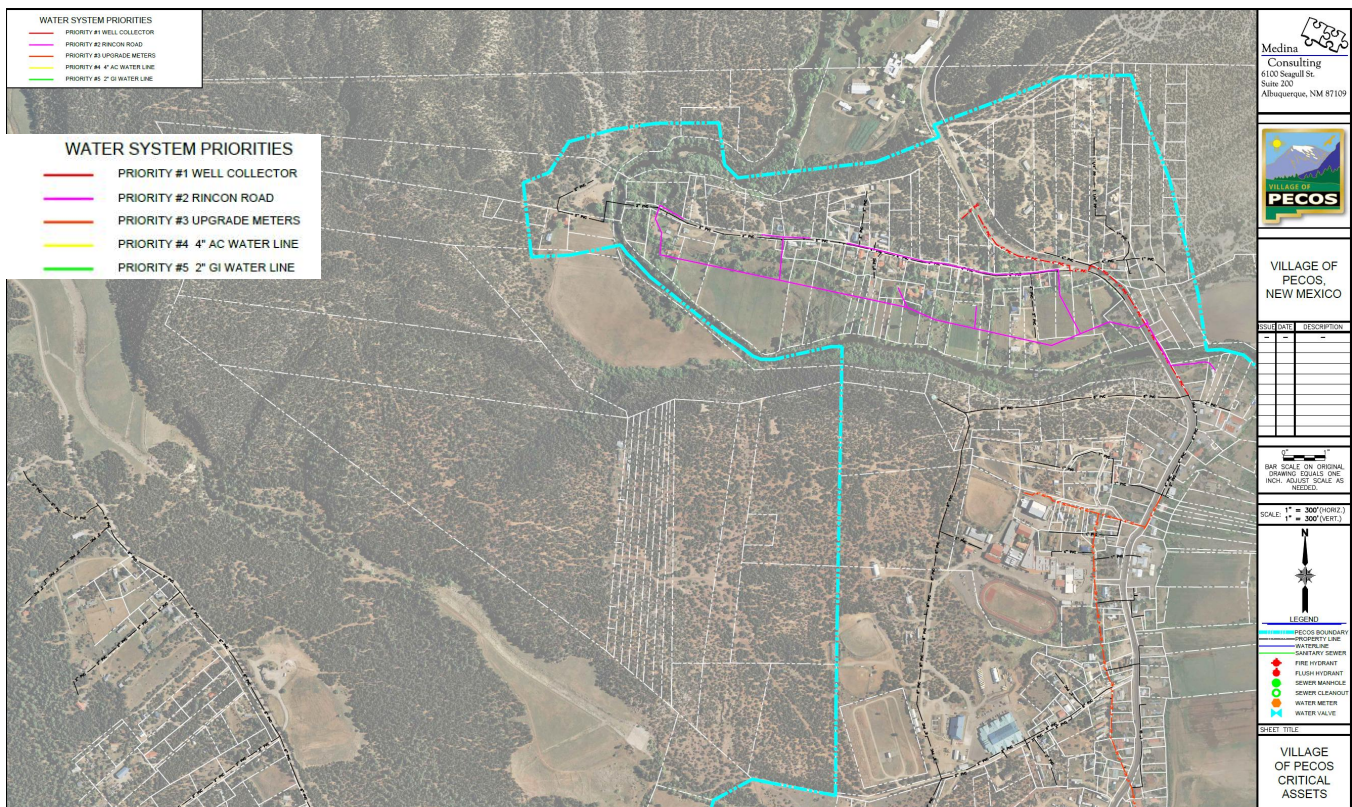 WATER SYSTEM PRIORITIES
PRIORITY #1 WELL COLLECTOR
PRIORITY #2 RINCON ROAD
PRIORITY #3 UPGRADE METERS
PRIORITY #4 4" AC WATER LINE
PRIORITY #5 2" GI WATER LINE
WATER SYSTEM PRIORITIES
PRIORITY #1 WELL COLLECTOR
PRIORITY #2 RINCON ROAD
PRIORITY #3 UPGRADE METERS
PRIORITY #4 4" AC WATER LINE
PRIORITY #5 2" GI WATER LINE
Medina
Consulting
6100 Seagull St.
Suite 200
Albuquerque, NM 87109
VILLAGE OF
PECOS
VILLAGE OF
PECOS,
NEW MEXICO
ISSUE DATE DESCRIPTION
– – –
0" 1"
BAR SCALE ON ORIGINAL
DRAWING EQUALS ONE
INCH. ADJUST SCALE AS
NEEDED.
SCALE: 1" = 300'(HORIZ.)
1" = 300'(VERT.)
N
LEGEND
PECOS BOUNDARY
PROPERTY LINE
WATERLINE
SANITARY SEWER
FIRE HYDRANT
FLUSH HYDRANT
SEWER MANHOLE
SEWER CLEANOUT
WATER METER
WATER VALVE
SHEET TITLE
VILLAGE
OF PECOS
CRITICAL
ASSETS